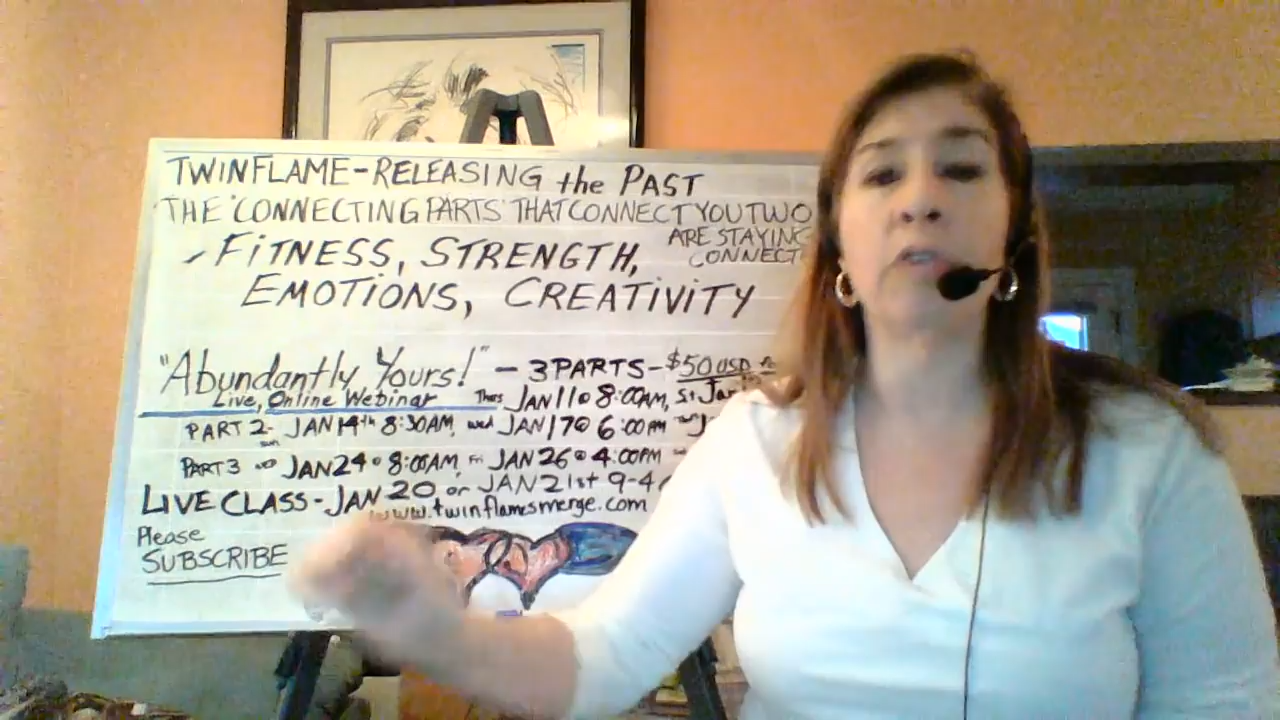 TWINFLAME-RELEASING the PAST
'THE 'CONNECTING PARTS' THAT CONNECT YOU TWO
ARE STAYING
CONNECT
- FITNESS, STRENGTH,
EMOTIONS, CREATIVITY
"Abundantly Yours!" - 3 PARTS - $50 USD
Live, Online Webinar Thurs JAN 11@ 8:00AM, St Jan
PART 2- JAN 14th 8:30AM, wed JAN 17@ 6:00PM
sun
PART 3 JAN 24@ 8:00AM, Fri JAN 26@ 4:00PM
LIVE CLASS - JAN 20 or JAN 21st 9-4
www.twinflamesmerge.com
Please
SUBSCRIBE